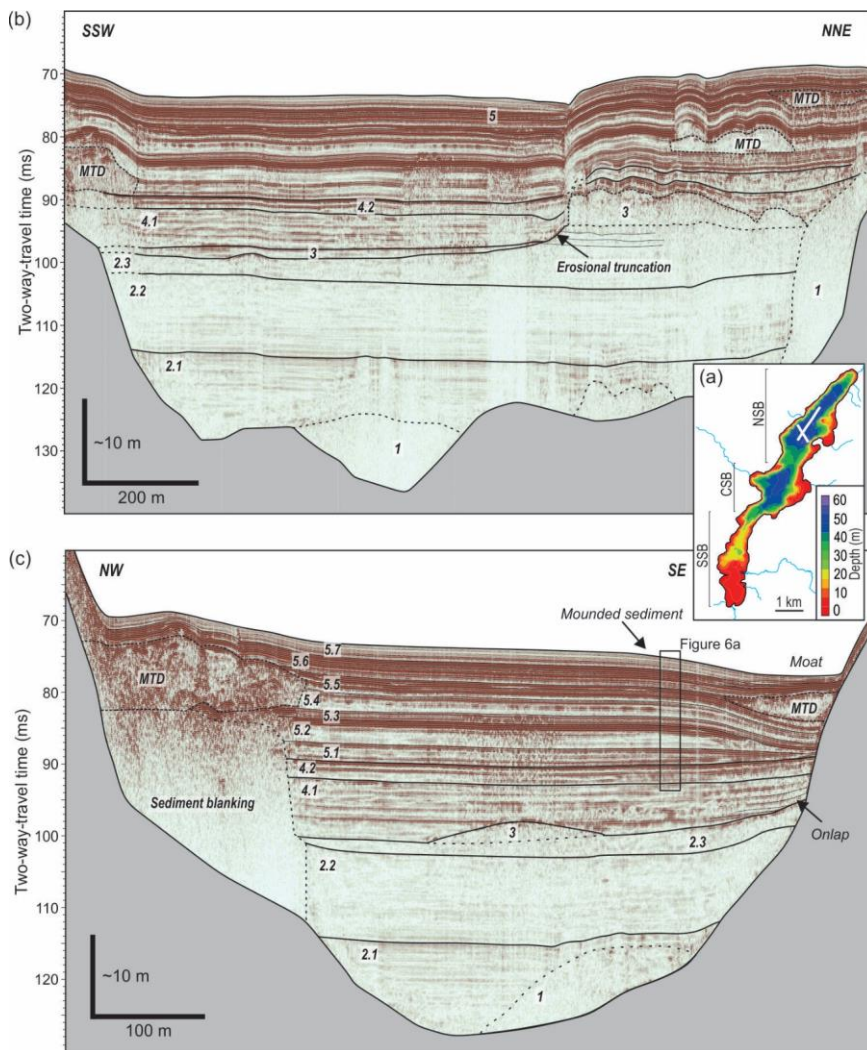 (b)
SSW
NNE
70
80
90
100
110
120
130
Two-way-travel time (ms)
5
MTD
MTD
MTD
4.2
4.1
3
3
2.3
2.2
Erosional truncation
1
2.1
1
~10 m
200 m
(a)
NSB
CSB
SSB
60
50
40
30
20
10
0
Depth (m)
1 km
(c)
NW
SE
70
80
90
100
110
120
Two-way-travel time (ms)
Mounded sediment
Figure 6a
Moat
5.7
5.6
5.5
MTD
MTD
5.4
5.3
5.2
5.1
4.2
4.1
Sediment blanking
Onlap
3
2.3
2.2
2.1
1
~10 m
100 m